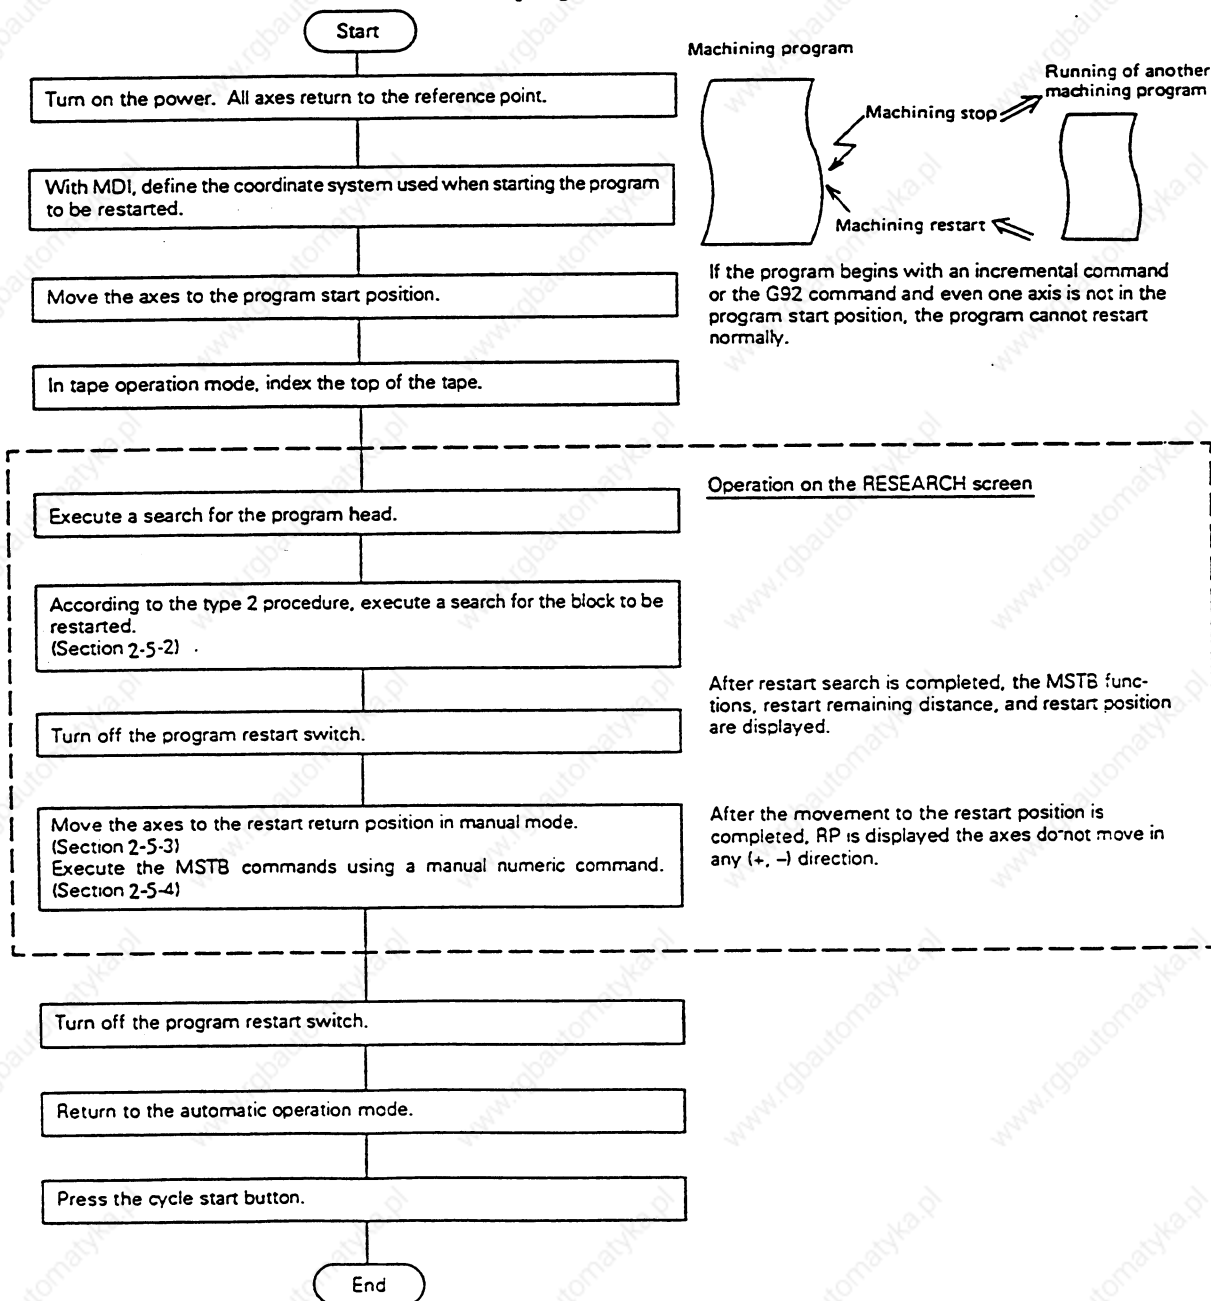 Start
Turn on the power. All axes return to the reference point.
With MDI, define the coordinate system used when starting the program
to be restarted.
Move the axes to the program start position.
In tape operation mode, index the top of the tape.
Machining program
Running of another
machining program
Machining stop
Machining restart
If the program begins with an incremental command
or the G92 command and even one axis is not in the
program start position, the program cannot restart
normally.
Execute a search for the program head.
Operation on the RESEARCH screen
According to the type 2 procedure, execute a search for the block to be
restarted.
(Section 2-5-2)
Turn off the program restart switch.
After restart search is completed, the MSTB func-
tions, restart remaining distance, and restart position
are displayed.
Move the axes to the restart return position in manual mode.
(Section 2-5-3)
Execute the MSTB commands using a manual numeric command.
(Section 2-5-4)
After the movement to the restart position is
completed, RP is displayed the axes do not move in
any (+, –) direction.
Turn off the program restart switch.
Return to the automatic operation mode.
Press the cycle start button.
End
www.rgbautomatyka.pl